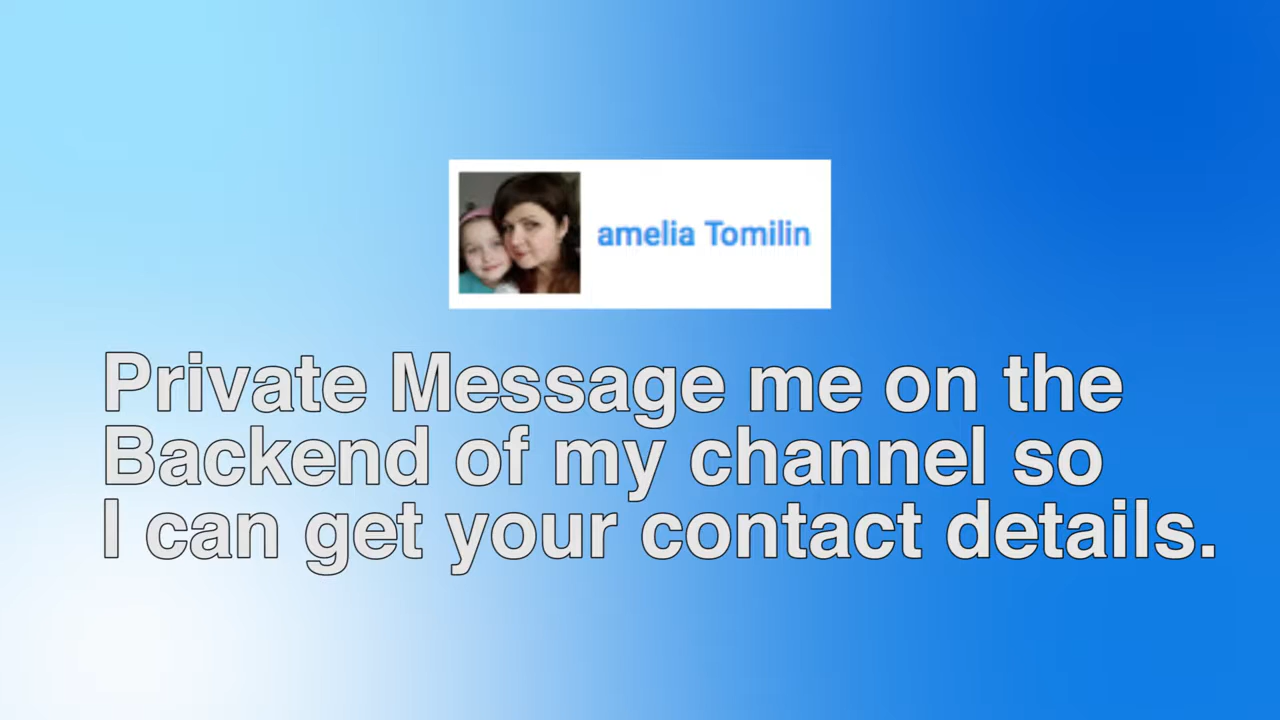 amelia Tomilin
Private Message me on the
Backend of my channel so
I can get your contact details.